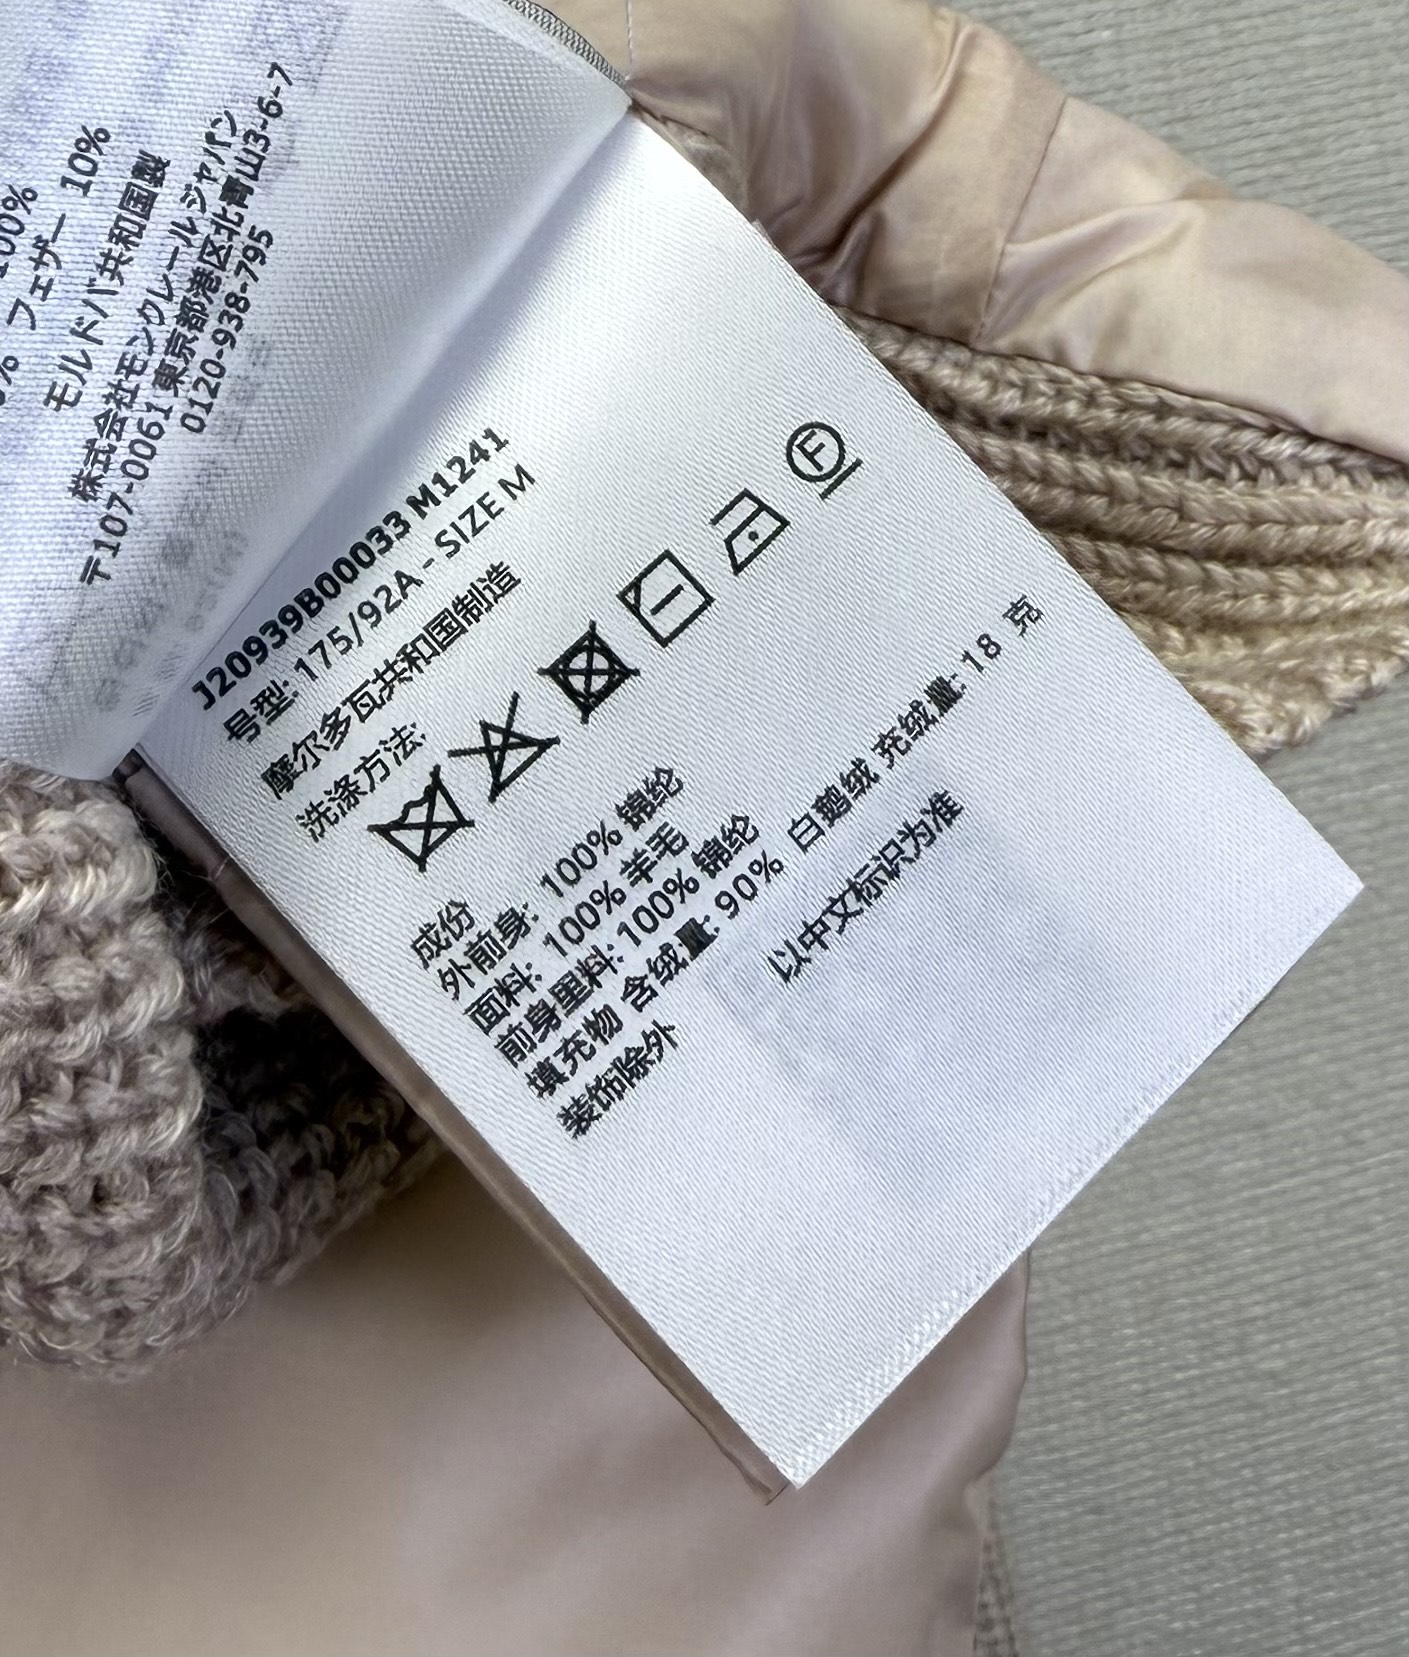 100%
% フェザー 10%
モルドバ共和国製
株式会社モンクレールジャパン
〒107-0061 東京都港区北青山3-6-7
0120-938-795
J20939B00033 M1241
号型: 175/92A - SIZE M
摩尔多瓦共和国制造
洗涤方法:
F
成份
外前身: 100% 锦纶
面料: 100% 羊毛
前身里料: 100% 锦纶
填充物 含绒量: 90% 白鹅绒 充绒量: 18 克
装饰除外
以中文标识为准